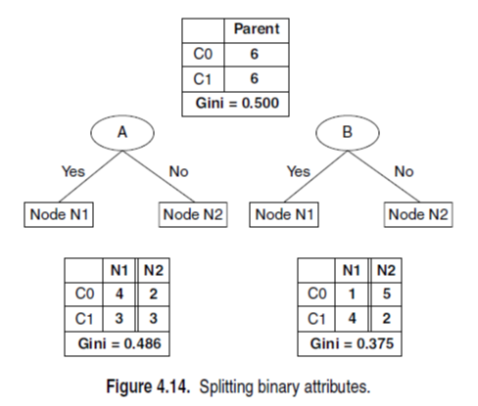 Parent
C0 6
C1 6
Gini = 0.500
A B
Yes No Yes No
Node N1 Node N2 Node N1 Node N2
N1 N2 N1 N2
C0 4 2 C0 1 5
C1 3 3 C1 4 2
Gini = 0.486 Gini = 0.375
Figure 4.14. Splitting binary attributes.